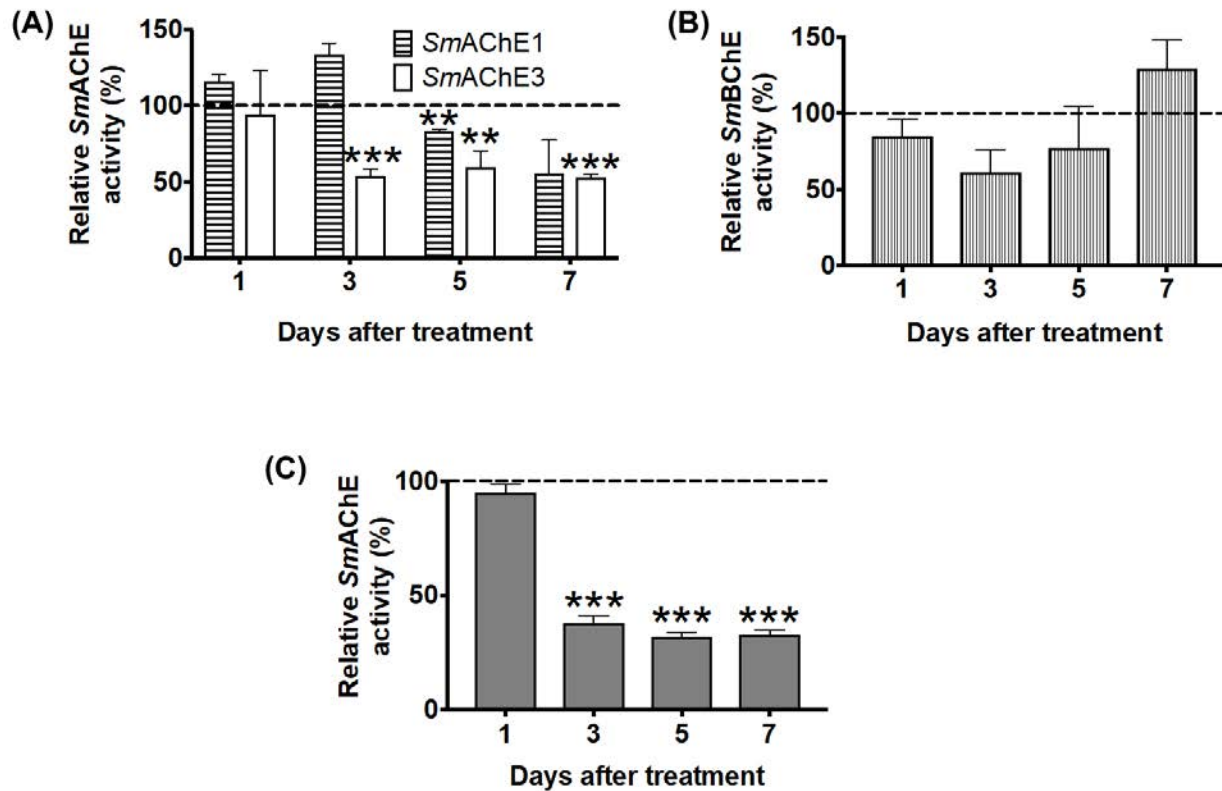 (A)
Relative SmAChE
activity (%)
150
100
50
0
SmAChE1
SmAChE3
***
**
**
***
1 3 5 7
Days after treatment
(B)
Relative SmBChE
activity (%)
150
100
50
0
1 3 5 7
Days after treatment
(C)
Relative SmAChE
activity (%)
100
50
0
*** *** ***
1 3 5 7
Days after treatment